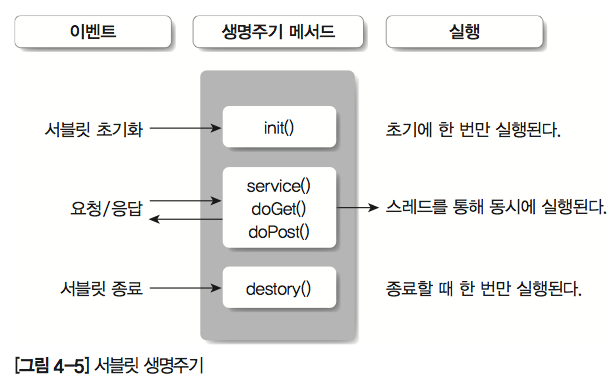 이벤트
생명주기 메서드
실행
서블릿 초기화
init()
초기에 한 번만 실행된다.
요청/응답
service()
doGet()
doPost()
스레드를 통해 동시에 실행된다.
서블릿 종료
destory()
종료할 때 한 번만 실행된다.
[그림 4-5] 서블릿 생명주기